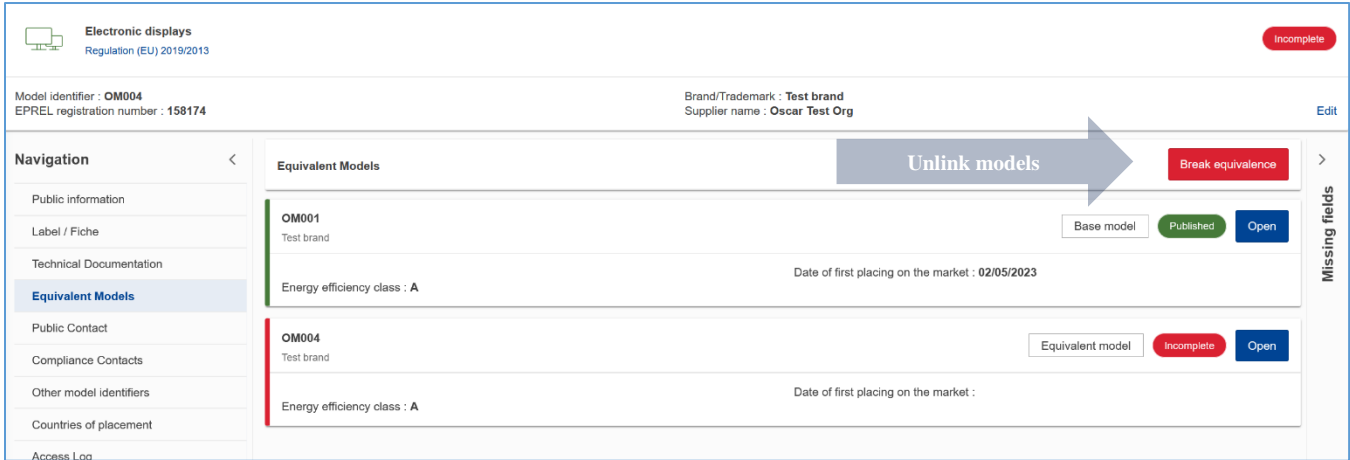 Electronic displays
Regulation (EU) 2019/2013
Incomplete
Model identifier : OM004
EPREL registration number : 158174
Brand/Trademark : Test brand
Supplier name : Oscar Test Org
Edit
Navigation
Public information
Label / Fiche
Technical Documentation
Equivalent Models
Public Contact
Compliance Contacts
Other model identifiers
Countries of placement
Access Log
Equivalent Models
Unlink models
Break equivalence
OM001
Test brand
Base model
Published
Open
Date of first placing on the market : 02/05/2023
Energy efficiency class : A
OM004
Test brand
Equivalent model
Incomplete
Open
Date of first placing on the market :
Energy efficiency class : A
Missing fields